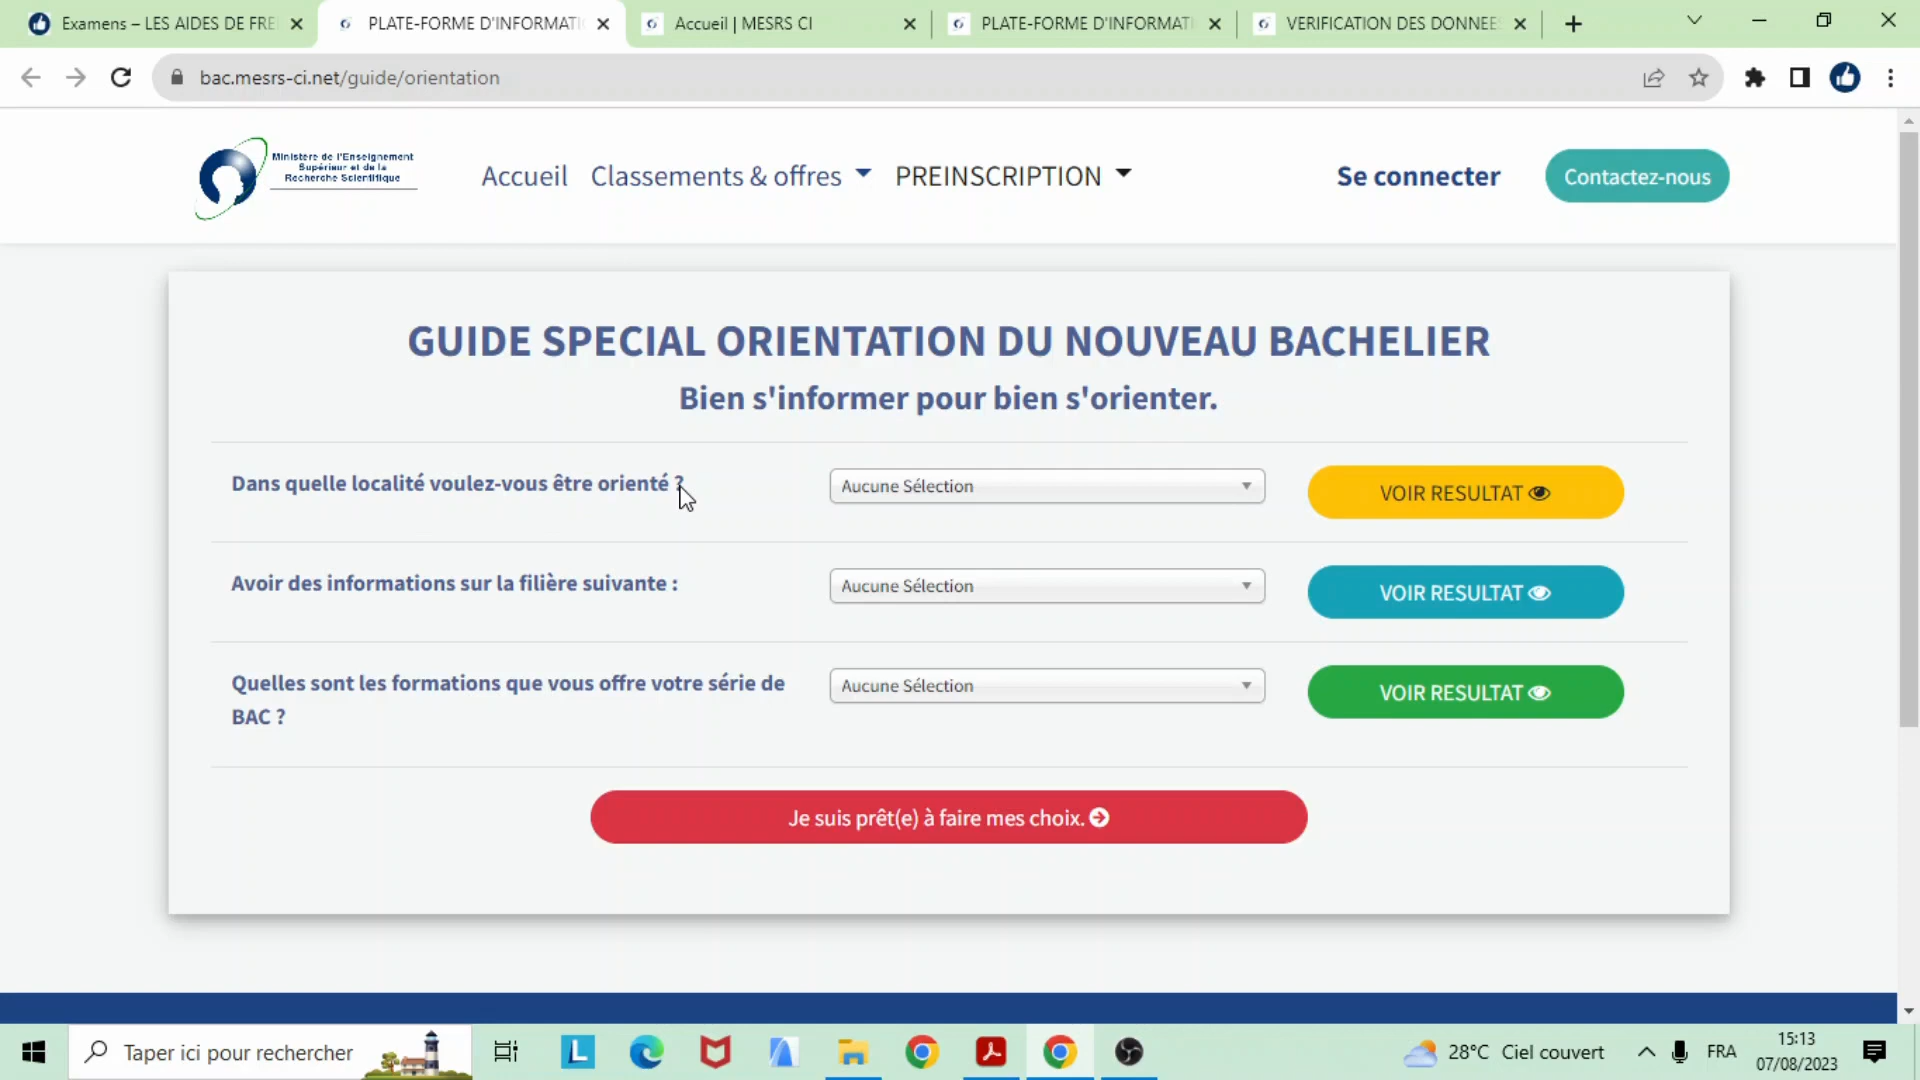 Examens – LES AIDES DE FRE
PLATE-FORME D'INFORMATI
Accueil | MESRS CI
PLATE-FORME D'INFORMATI
VERIFICATION DES DONNEES
bac.mesrs-ci.net/guide/orientation
Ministère de l'Enseignement
Supérieur et de la
Recherche Scientifique
Accueil
Classements & offres
PREINSCRIPTION
Se connecter
Contactez-nous
GUIDE SPECIAL ORIENTATION DU NOUVEAU BACHELIER
Bien s'informer pour bien s'orienter.
Dans quelle localité voulez-vous être orienté ?
Aucune Sélection
VOIR RESULTAT
Avoir des informations sur la filière suivante :
Aucune Sélection
VOIR RESULTAT
Quelles sont les formations que vous offre votre série de
BAC ?
Aucune Sélection
VOIR RESULTAT
Je suis prêt(e) à faire mes choix.
Taper ici pour rechercher
L
28°C Ciel couvert
FRA
15:13
07/08/2023